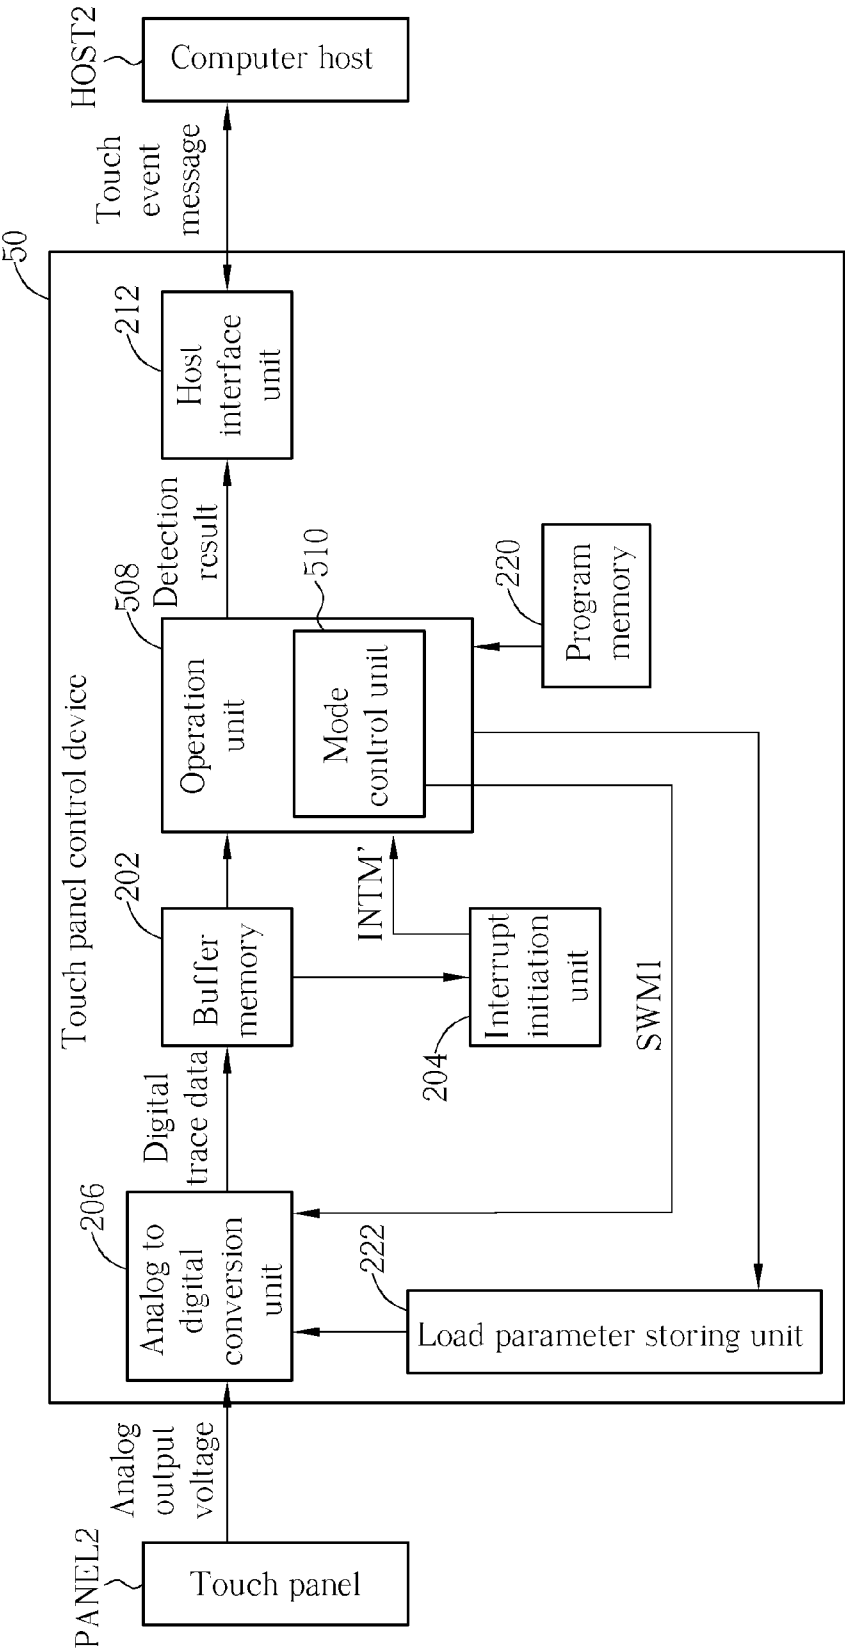 Touch panel control device
50
PANEL2
Touch panel
Analog
output
voltage
206
Analog to
digital
conversion
unit
Digital
trace data
202
Buffer
memory
508
Operation
unit
510
Mode
control unit
Detection
result
212
Host
interface
unit
Touch
event
message
HOST2
Computer host
222
Load parameter storing unit
204
Interrupt
initiation
unit
INTM'
SWM1
220
Program
memory